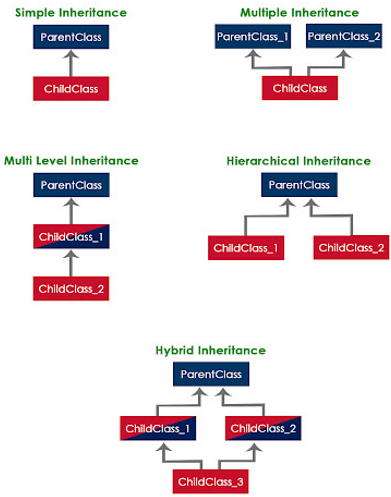 Simple Inheritance
ParentClass
ChildClass
Multiple Inheritance
ParentClass_1 ParentClass_2
ChildClass
Multi Level Inheritance
ParentClass
ChildClass_1
ChildClass_2
Hierarchical Inheritance
ParentClass
ChildClass_1 ChildClass_2
Hybrid Inheritance
ParentClass
ChildClass_1 ChildClass_2
ChildClass_3